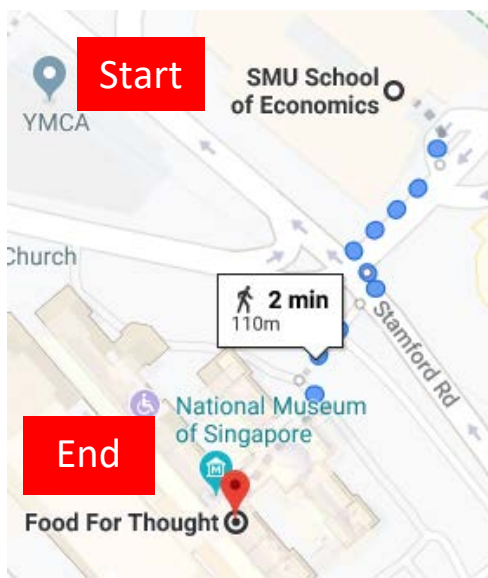 Start
SMU School
of Economics
YMCA
Church
2 min
110m
Stamford Rd
National Museum
of Singapore
End
M
Food For Thought